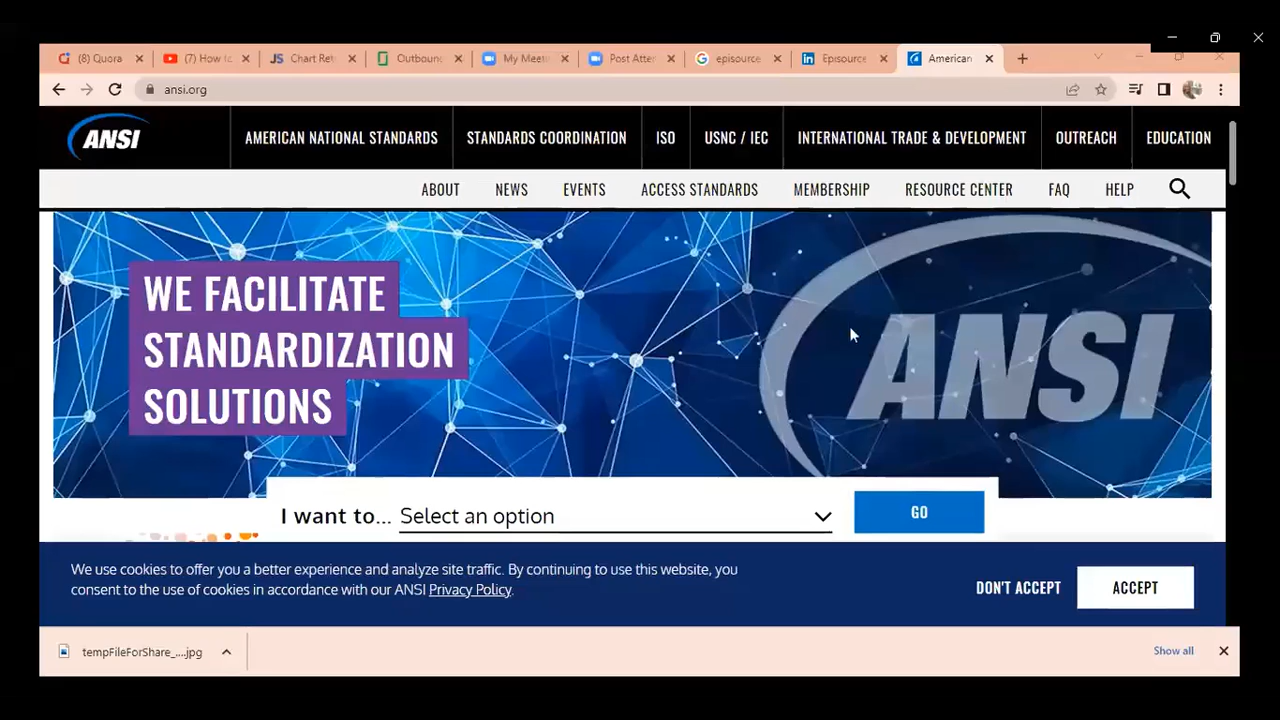 (8) Quora
(7) How to
Chart Ret
Outbound
My Meeti
Post Atten
episource
Episource
American
ansi.org
ANSI
AMERICAN NATIONAL STANDARDS
STANDARDS COORDINATION
ISO
USNC / IEC
INTERNATIONAL TRADE & DEVELOPMENT
OUTREACH
EDUCATION
ABOUT
NEWS
EVENTS
ACCESS STANDARDS
MEMBERSHIP
RESOURCE CENTER
FAQ
HELP
WE FACILITATE
STANDARDIZATION
SOLUTIONS
ANSI
I want to... Select an option
GO
We use cookies to offer you a better experience and analyze site traffic. By continuing to use this website, you
consent to the use of cookies in accordance with our ANSI Privacy Policy.
DON'T ACCEPT
ACCEPT
tempFileForShare_....jpg
Show all